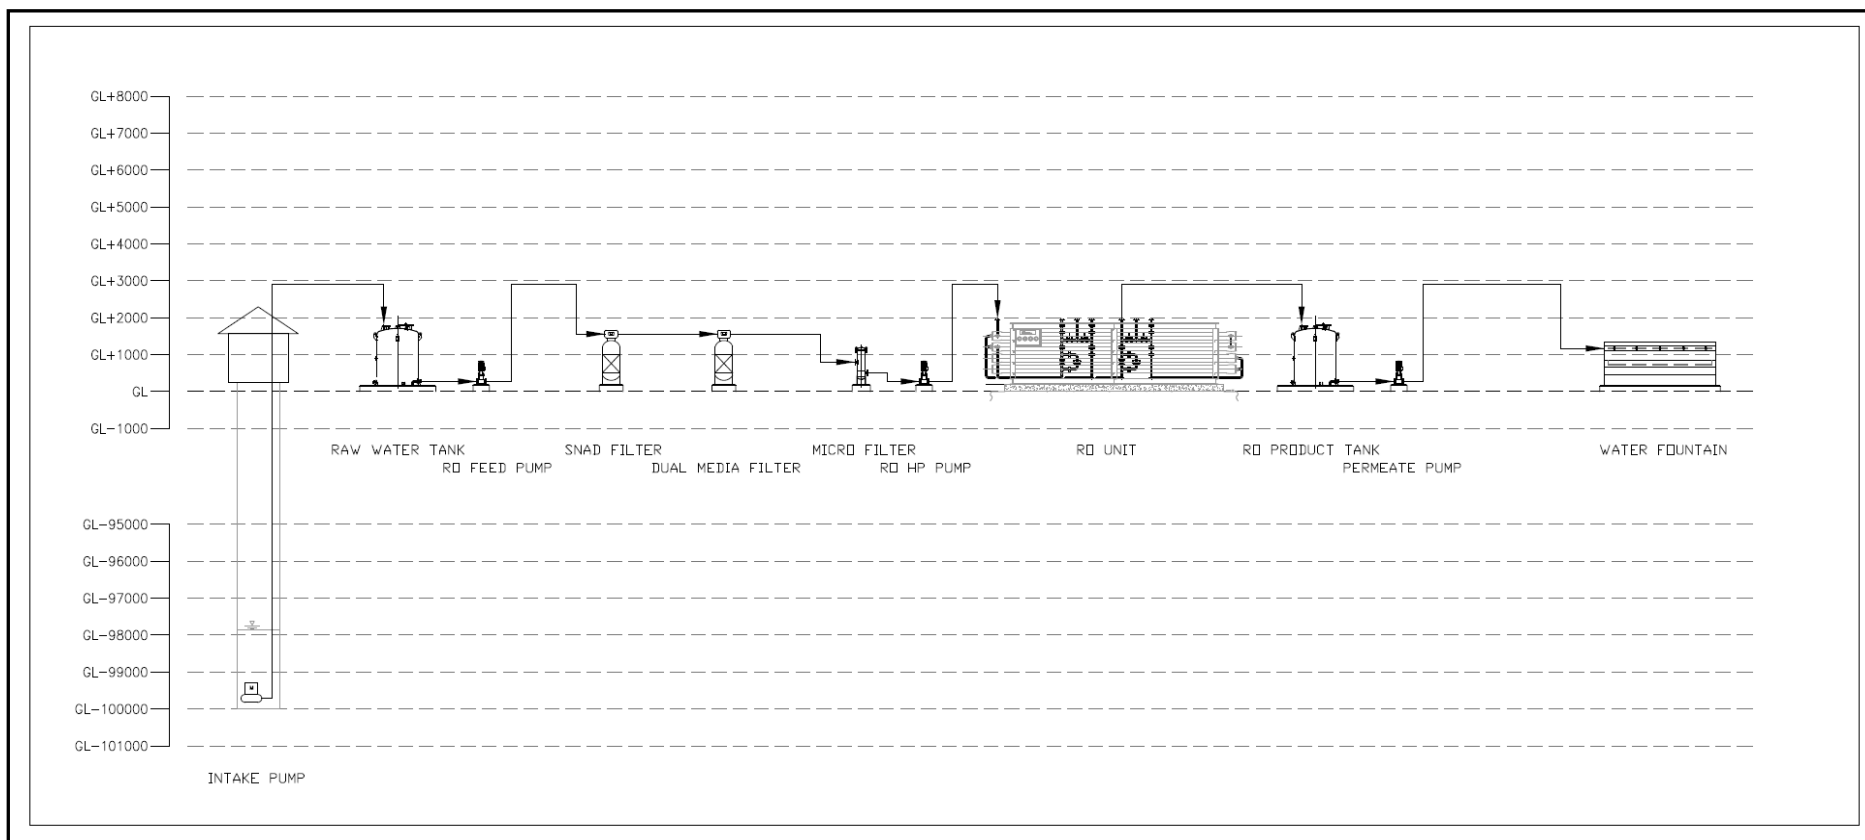 GL+8000
GL+7000
GL+6000
GL+5000
GL+4000
GL+3000
GL+2000
GL+1000
GL
GL-1000
RAW WATER TANK
RO FEED PUMP
SNAD FILTER
DUAL MEDIA FILTER
MICRO FILTER
RO HP PUMP
RO UNIT
RO PRODUCT TANK
PERMEATE PUMP
WATER FOUNTAIN
GL-95000
GL-96000
GL-97000
GL-98000
GL-99000
GL-100000
GL-101000
INTAKE PUMP